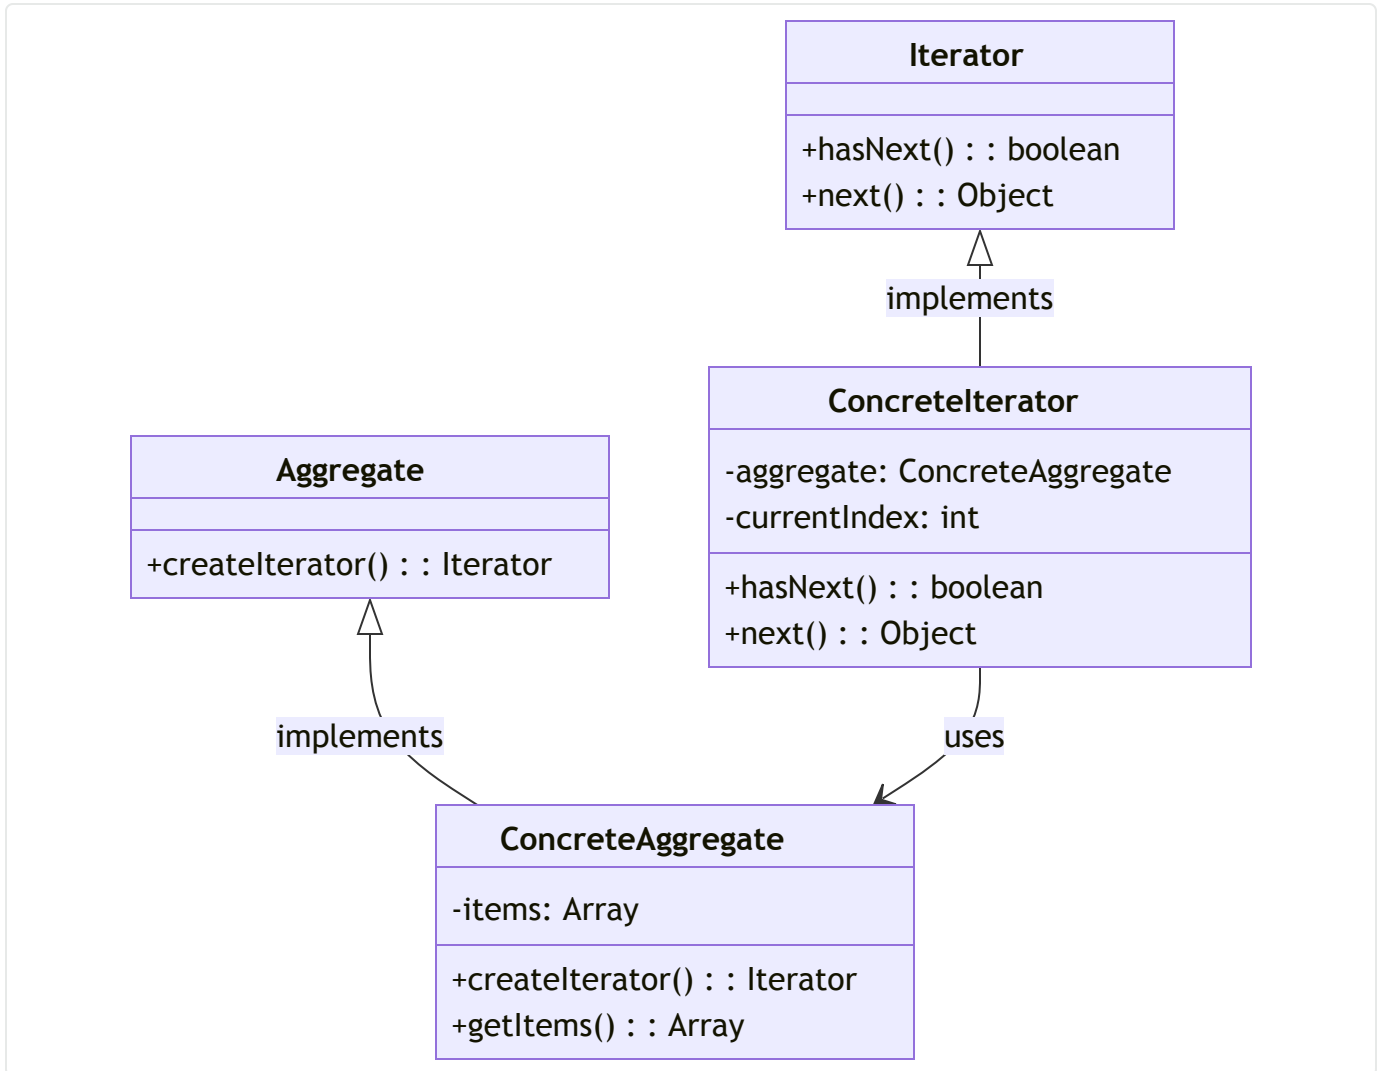 Iterator
+hasNext() : : boolean
+next() : : Object
implements
ConcreteIterator
-aggregate: ConcreteAggregate
-currentIndex: int
+hasNext() : : boolean
+next() : : Object
Aggregate
+createIterator() : : Iterator
implements
uses
ConcreteAggregate
-items: Array
+createIterator() : : Iterator
+getItems() : : Array